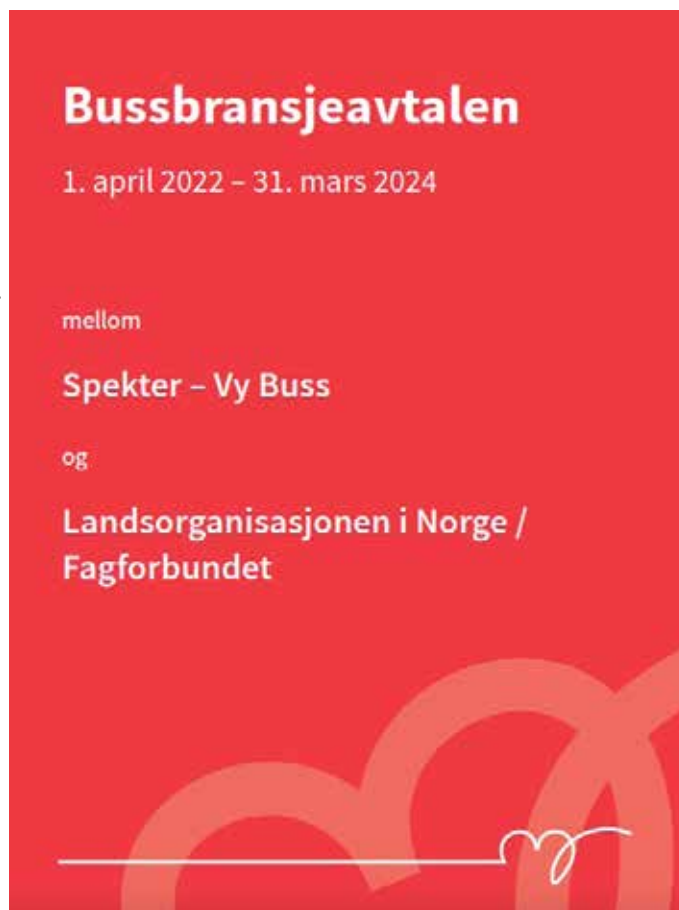 Bussbransjeavtalen
1. april 2022 – 31. mars 2024
mellom
Spekter – Vy Buss
og
Landsorganisasjonen i Norge /
Fagforbundet